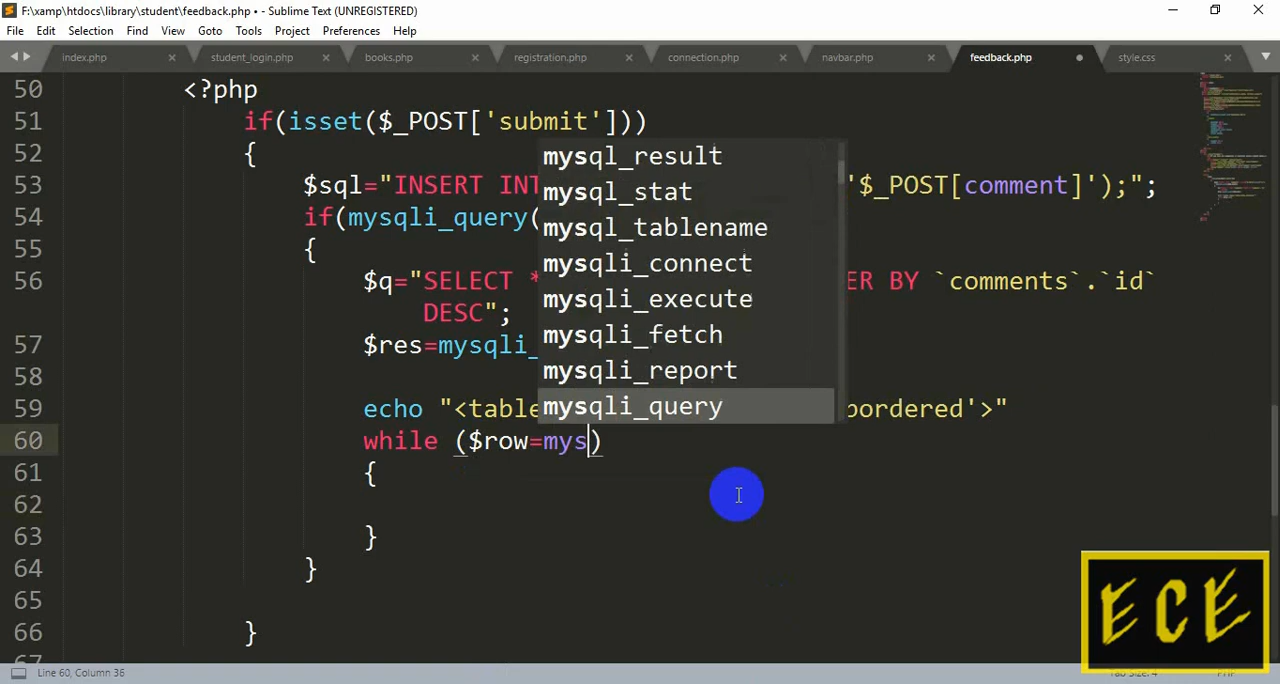 F:\xamp\htdocs\library\student\feedback.php • - Sublime Text (UNREGISTERED)
File Edit Selection Find View Goto Tools Project Preferences Help
index.php student_login.php books.php registration.php connection.php navbar.php feedback.php style.css
50 <?php
51 if(isset($_POST['submit']))
52 {
53 $sql="INSERT INT '$_POST[comment]');";
54 if(mysqli_query(
55 {
56 $q="SELECT * ER BY `comments`.`id`
DESC";
57 $res=mysqli_
58
59 echo "<table bordered'>"
60 while ($row=mys)
61 {
62
63 }
64 }
65
66 }
mysql_result
mysql_stat
mysql_tablename
mysqli_connect
mysqli_execute
mysqli_fetch
mysqli_report
mysqli_query
ECE
Line 60, Column 36